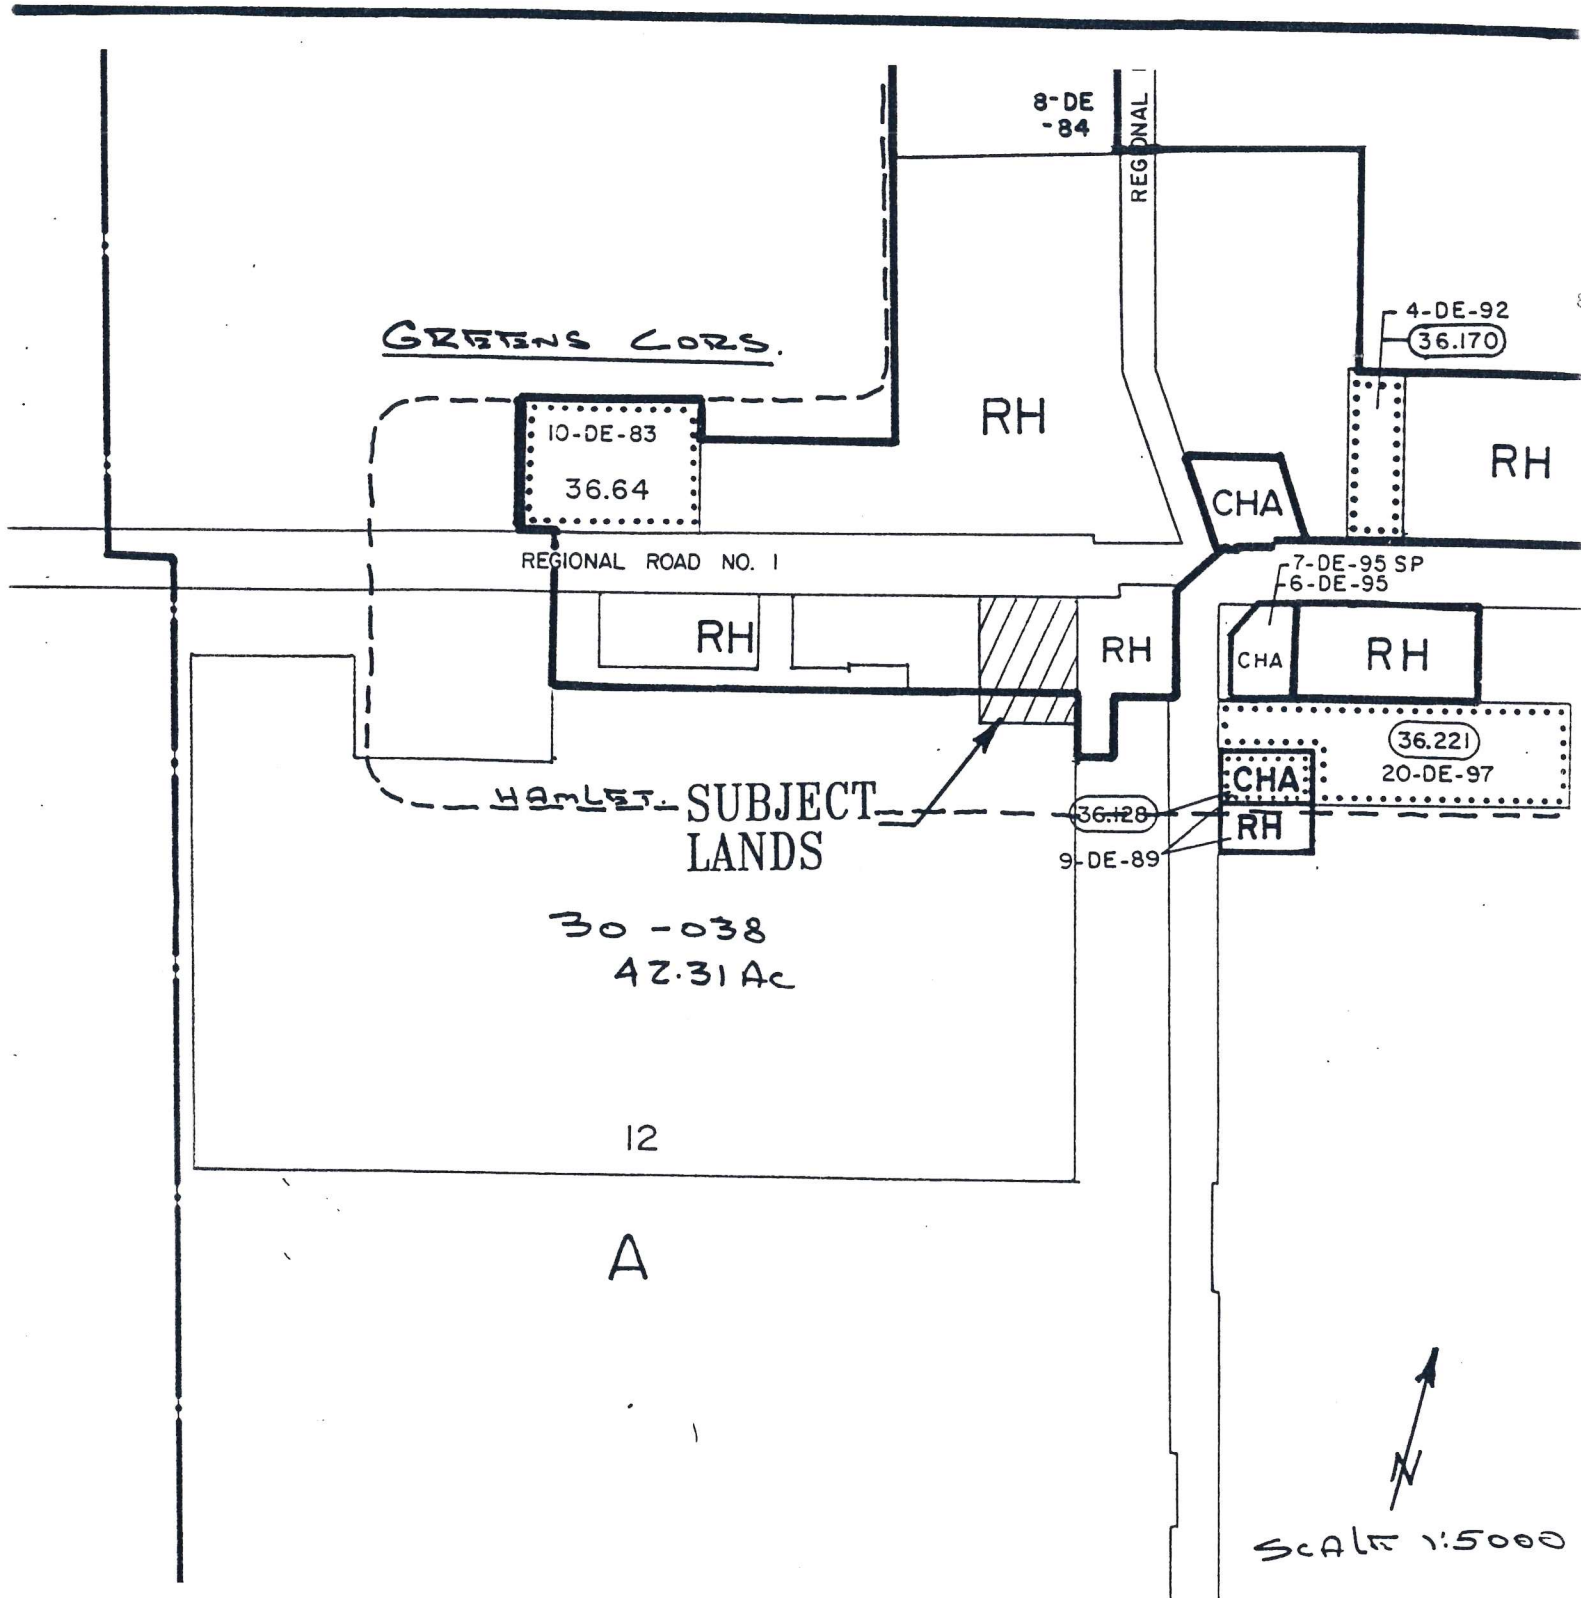 8-DE
-84
REGIONAL
4-DE-92
36.170
GREENS CORS.
RH
10-DE-83
36.64
CHA
RH
REGIONAL ROAD NO. 1
7-DE-95 SP
6-DE-95
RH
RH
CHA
RH
36.221
20-DE-97
HAMLET.
SUBJECT
LANDS
CHA
36.128
RH
9-DE-89
30-038
42.31 Ac
12
A
N
SCALE 1:5000